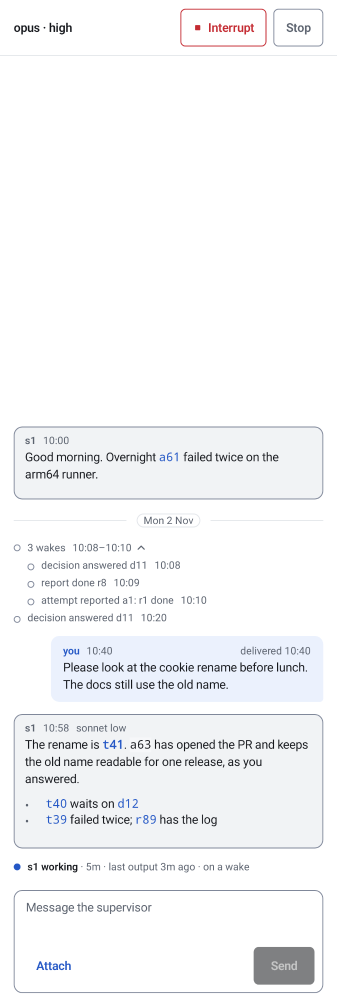 opus · high
Interrupt
Stop
s1 10:00
Good morning. Overnight a61 failed twice on the
arm64 runner.
Mon 2 Nov
3 wakes 10:08–10:10
decision answered d11 10:08
report done r8 10:09
attempt reported a1: r1 done 10:10
decision answered d11 10:20
you 10:40 delivered 10:40
Please look at the cookie rename before lunch.
The docs still use the old name.
s1 10:58 sonnet low
The rename is t41. a63 has opened the PR and keeps
the old name readable for one release, as you
answered.
• t40 waits on d12
• t39 failed twice; r89 has the log
s1 working · 5m · last output 3m ago · on a wake
Message the supervisor
Attach
Send